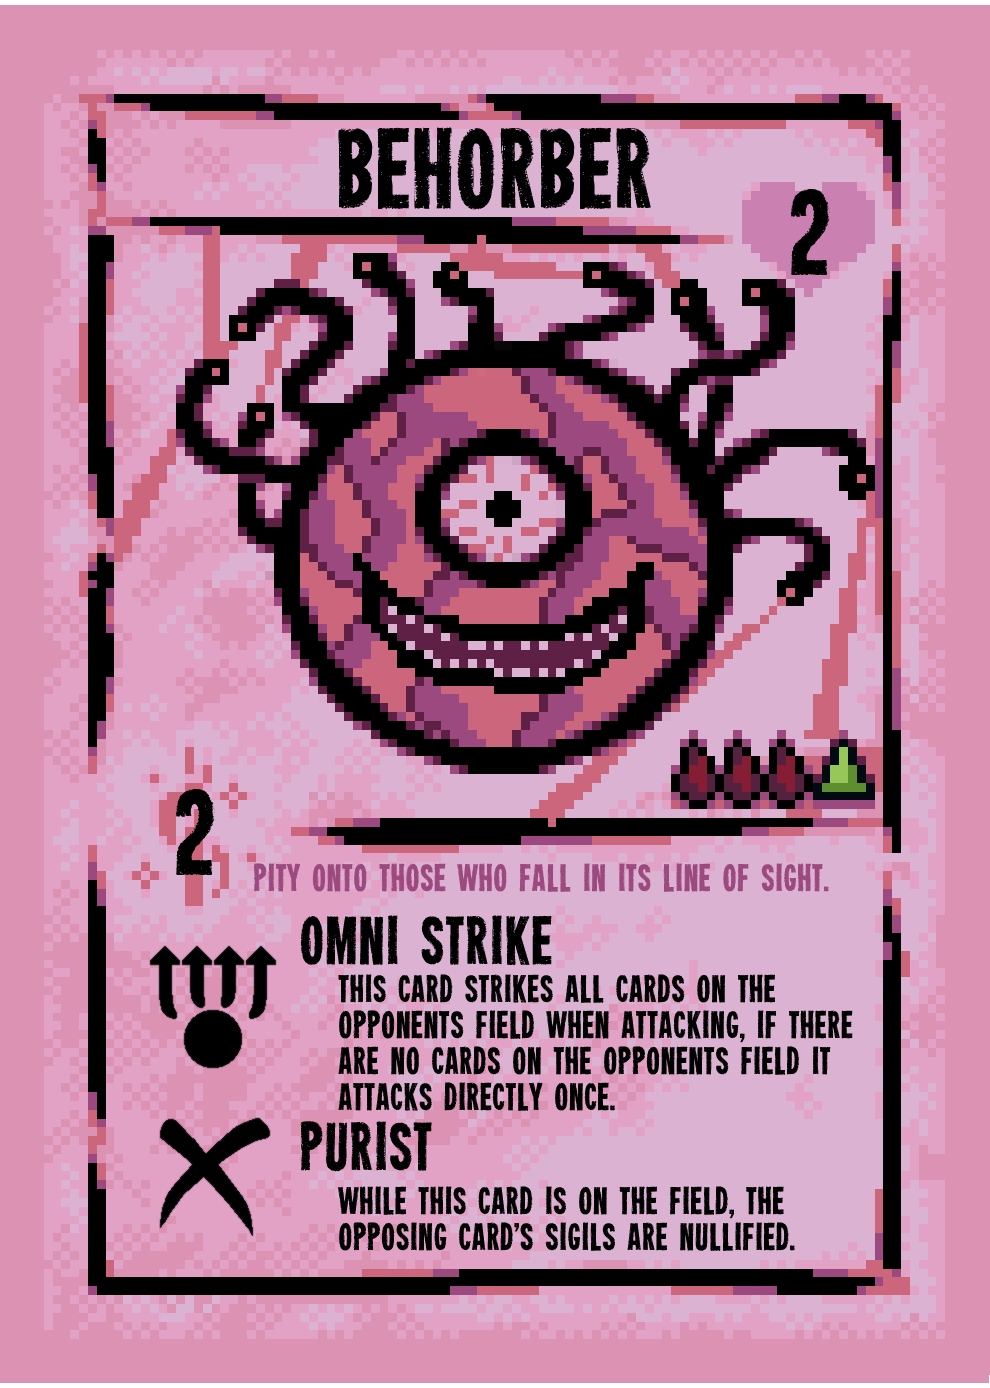 BEHORBER
2
2
PITY ONTO THOSE WHO FALL IN ITS LINE OF SIGHT.
OMNI STRIKE
THIS CARD STRIKES ALL CARDS ON THE
OPPONENTS FIELD WHEN ATTACKING, IF THERE
ARE NO CARDS ON THE OPPONENTS FIELD IT
ATTACKS DIRECTLY ONCE.
PURIST
WHILE THIS CARD IS ON THE FIELD, THE
OPPOSING CARD'S SIGILS ARE NULLIFIED.